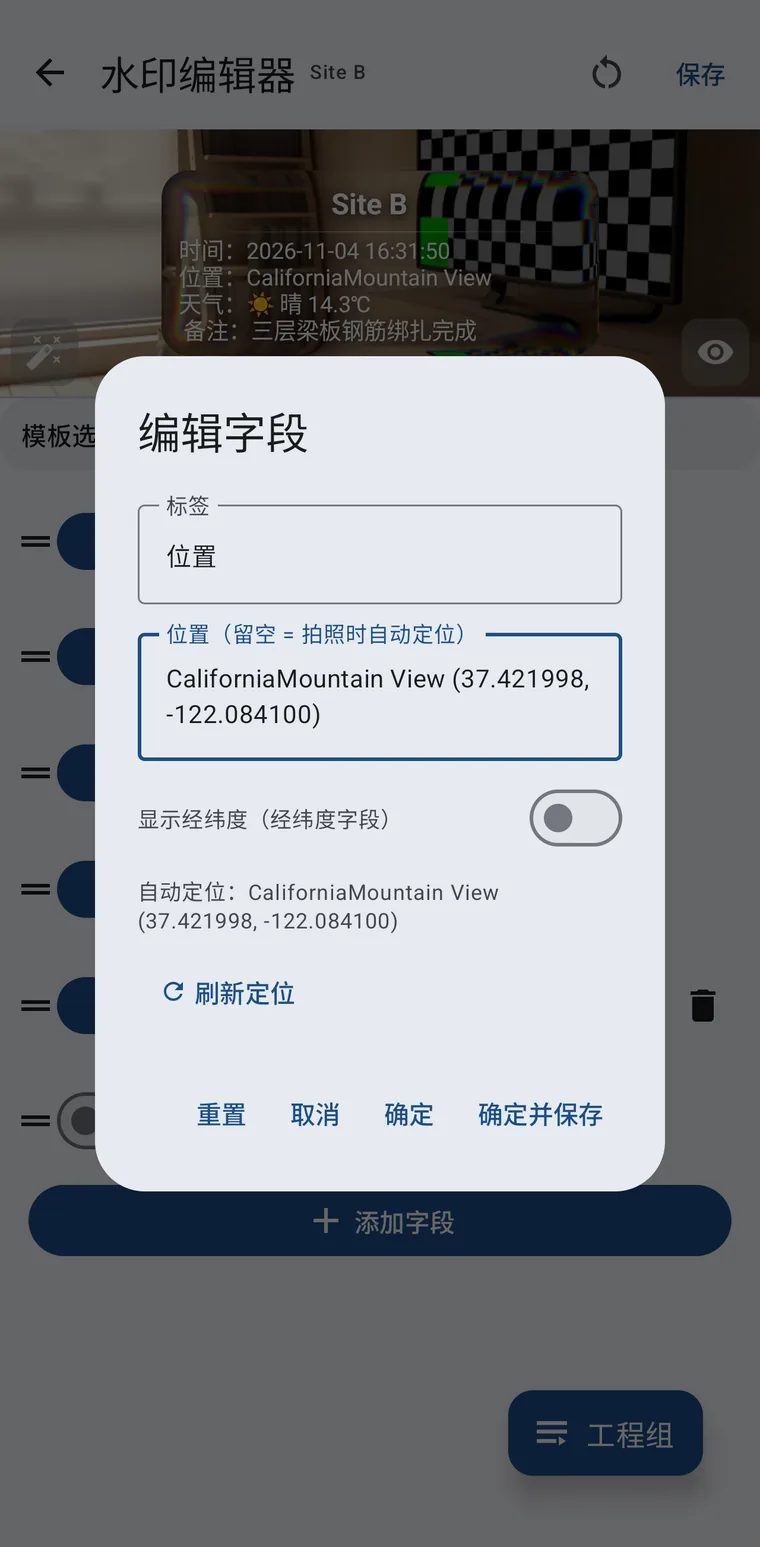 水印编辑器 Site B 保存
Site B
时间：2026-11-04 16:31:50
位置：CaliforniaMountain View
天气：☀️ 晴 14.3℃
备注：三层梁板钢筋绑扎完成
模板选
编辑字段
标签
位置
位置（留空 = 拍照时自动定位）
CaliforniaMountain View (37.421998,
-122.084100)
显示经纬度（经纬度字段）
自动定位：CaliforniaMountain View
(37.421998, -122.084100)
刷新定位
重置 取消 确定 确定并保存
添加字段
工程组